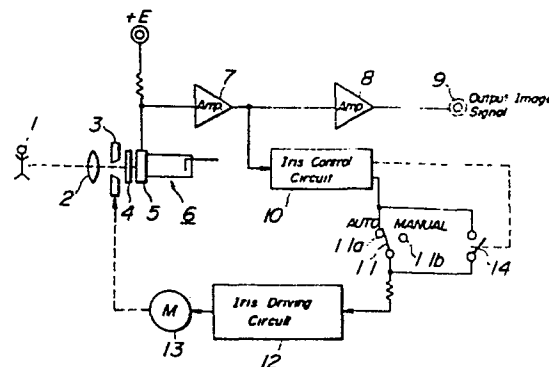 +E
7
8
9
Amp.
Amp.
Output Image
Signal
1
2
3
4
5
6
Iris Control
Circuit
10
AUTO
MANUAL
11a
11
11b
14
M
13
Iris Driving
Circuit
12